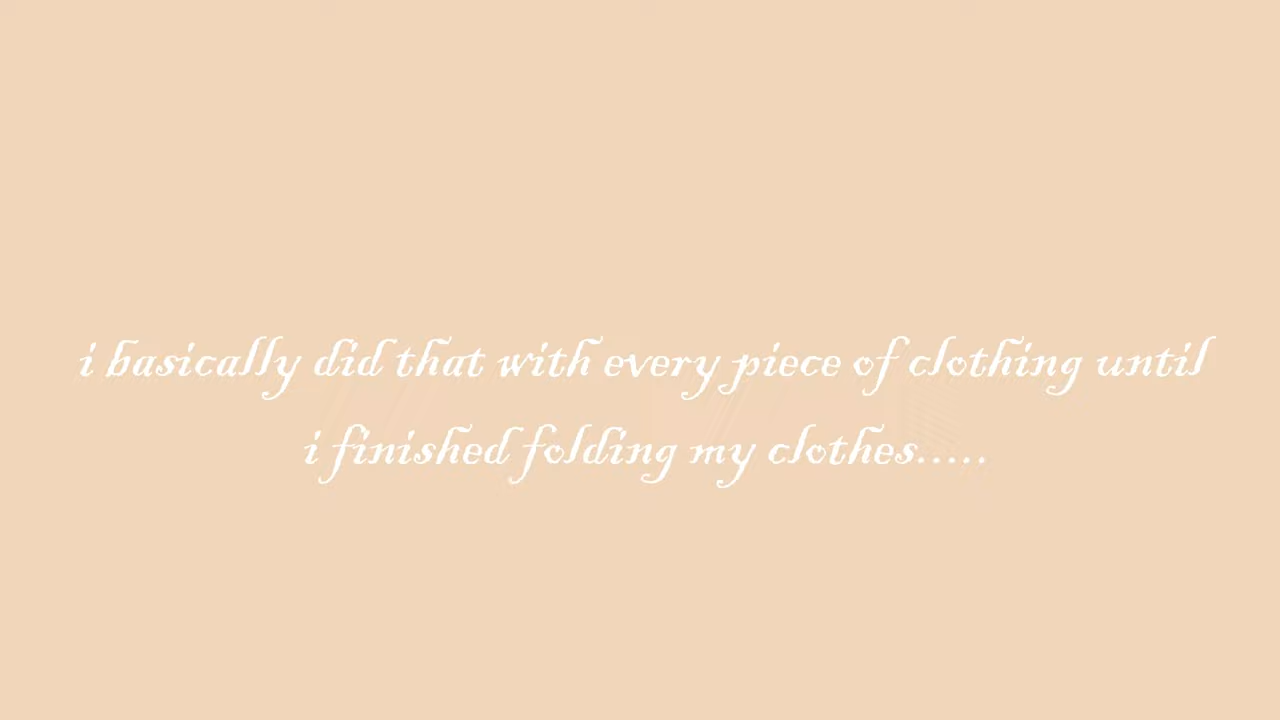 i basically did that with every piece of clothing until
i finished folding my clothes.....